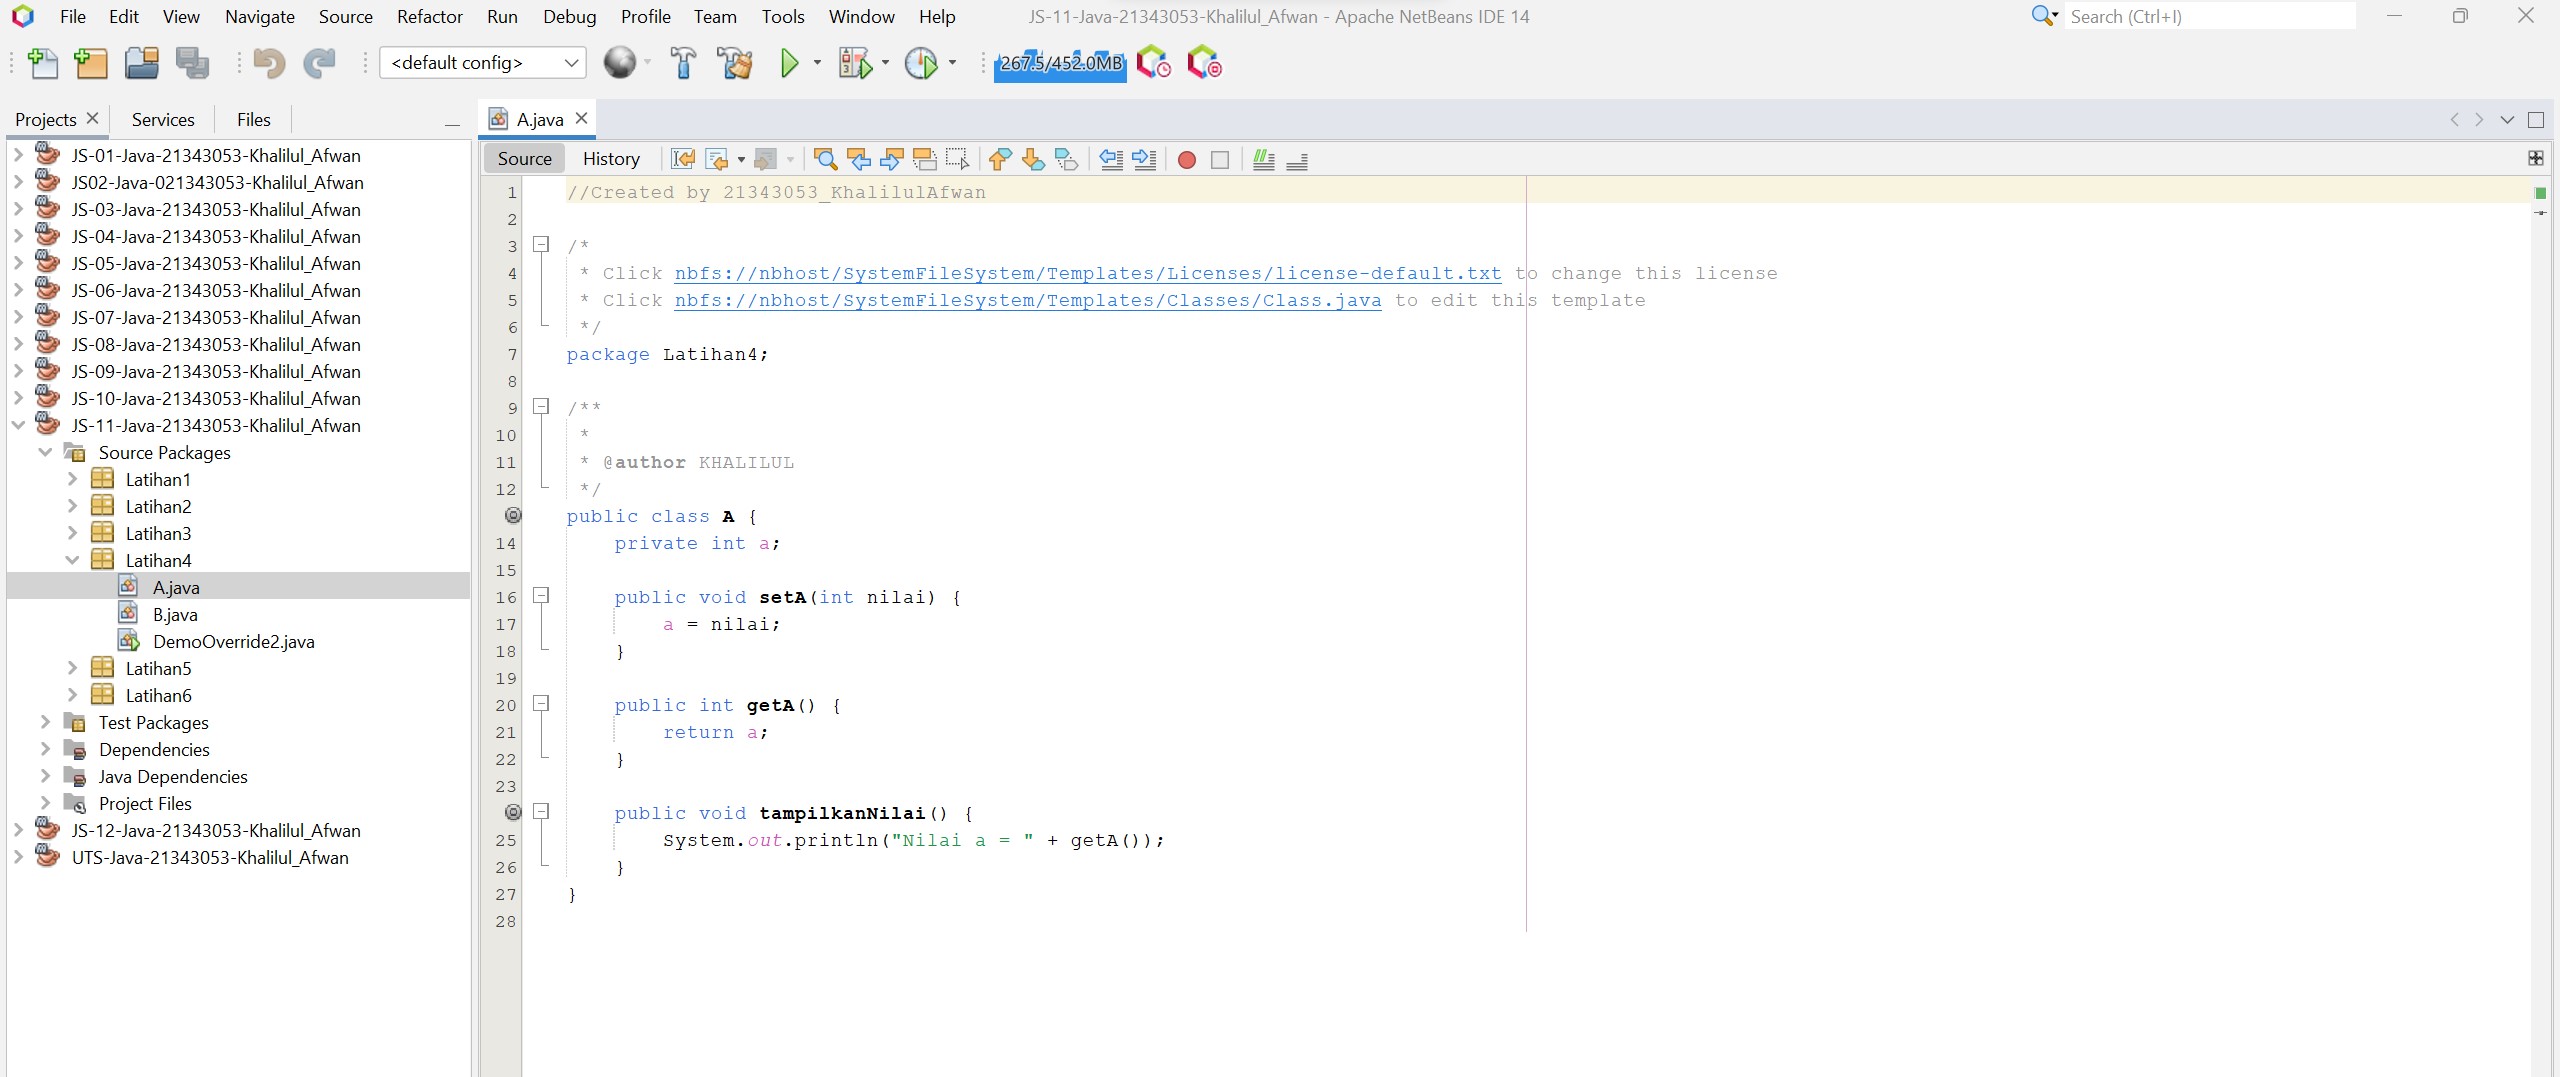 File Edit View Navigate Source Refactor Run Debug Profile Team Tools Window Help JS-11-Java-21343053-Khalilul_Afwan - Apache NetBeans IDE 14 Search (Ctrl+I)
<default config> 267.5/452.0MB
Projects Services Files
A.java
Source History
JS-01-Java-21343053-Khalilul_Afwan
JS02-Java-021343053-Khalilul_Afwan
JS-03-Java-21343053-Khalilul_Afwan
JS-04-Java-21343053-Khalilul_Afwan
JS-05-Java-21343053-Khalilul_Afwan
JS-06-Java-21343053-Khalilul_Afwan
JS-07-Java-21343053-Khalilul_Afwan
JS-08-Java-21343053-Khalilul_Afwan
JS-09-Java-21343053-Khalilul_Afwan
JS-10-Java-21343053-Khalilul_Afwan
JS-11-Java-21343053-Khalilul_Afwan
Source Packages
Latihan1
Latihan2
Latihan3
Latihan4
A.java
B.java
DemoOverride2.java
Latihan5
Latihan6
Test Packages
Dependencies
Java Dependencies
Project Files
JS-12-Java-21343053-Khalilul_Afwan
UTS-Java-21343053-Khalilul_Afwan
1 //Created by 21343053_KhalilulAfwan
2
3 /*
4 * Click nbfs://nbhost/SystemFileSystem/Templates/Licenses/license-default.txt to change this license
5 * Click nbfs://nbhost/SystemFileSystem/Templates/Classes/Class.java to edit this template
6 */
7 package Latihan4;
8
9 /**
10 *
11 * @author KHALILUL
12 */
public class A {
14 private int a;
15
16 public void setA(int nilai) {
17 a = nilai;
18 }
19
20 public int getA() {
21 return a;
22 }
23
public void tampilkanNilai() {
25 System.out.println("Nilai a = " + getA());
26 }
27 }
28